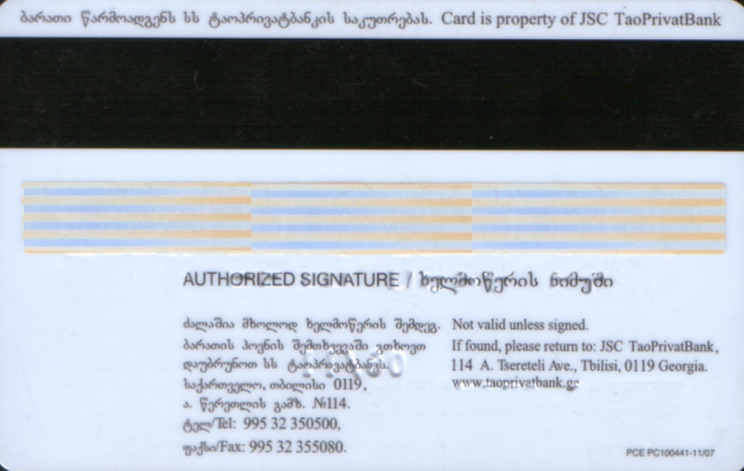 ბარათი წარმოადგენს სს ტაოპრივატბანკის საკუთრებას. Card is property of JSC TaoPrivatBank
AUTHORIZED SIGNATURE / ხელმოწერის ნიმუში
ძალაშია მხოლოდ ხელმოწერის შემდეგ.
ბარათის პოვნის შემთხვევაში გთხოვთ
დაუბრუნოთ სს ტაოპრივატბანკს.
საქართველო, თბილისი 0119,
ა. წერეთლის გამზ. №114.
ტელ/Tel: 995 32 350500,
ფაქსი/Fax: 995 32 355080.
Not valid unless signed.
If found, please return to: JSC TaoPrivatBank,
114 A. Tsereteli Ave., Tbilisi, 0119 Georgia.
www.taoprivatbank.ge
PCE PC100441-11/07